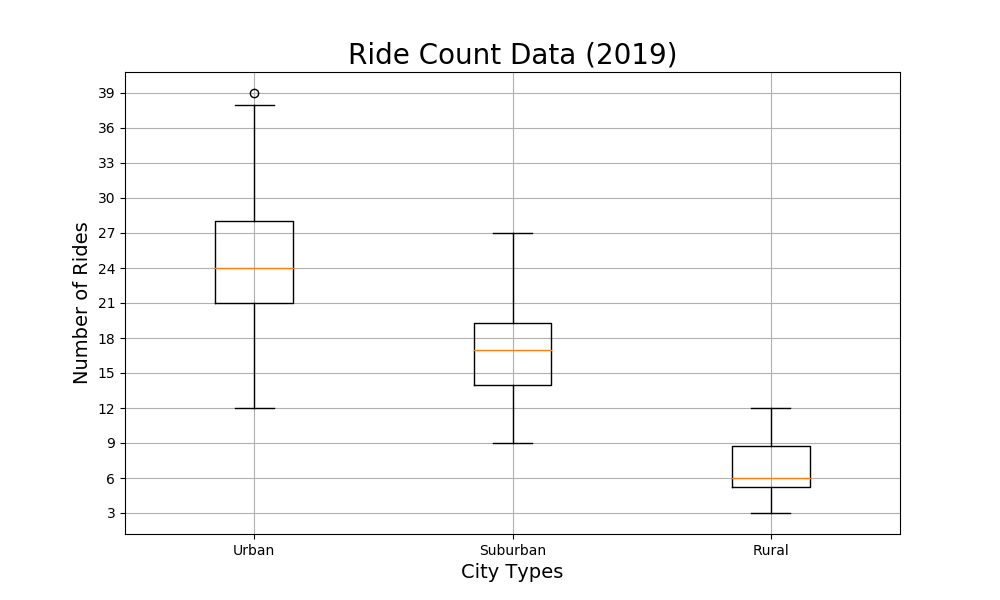 Ride Count Data (2019)
Number of Rides
39
36
33
30
27
24
21
18
15
12
9
6
3
Urban
Suburban
Rural
City Types